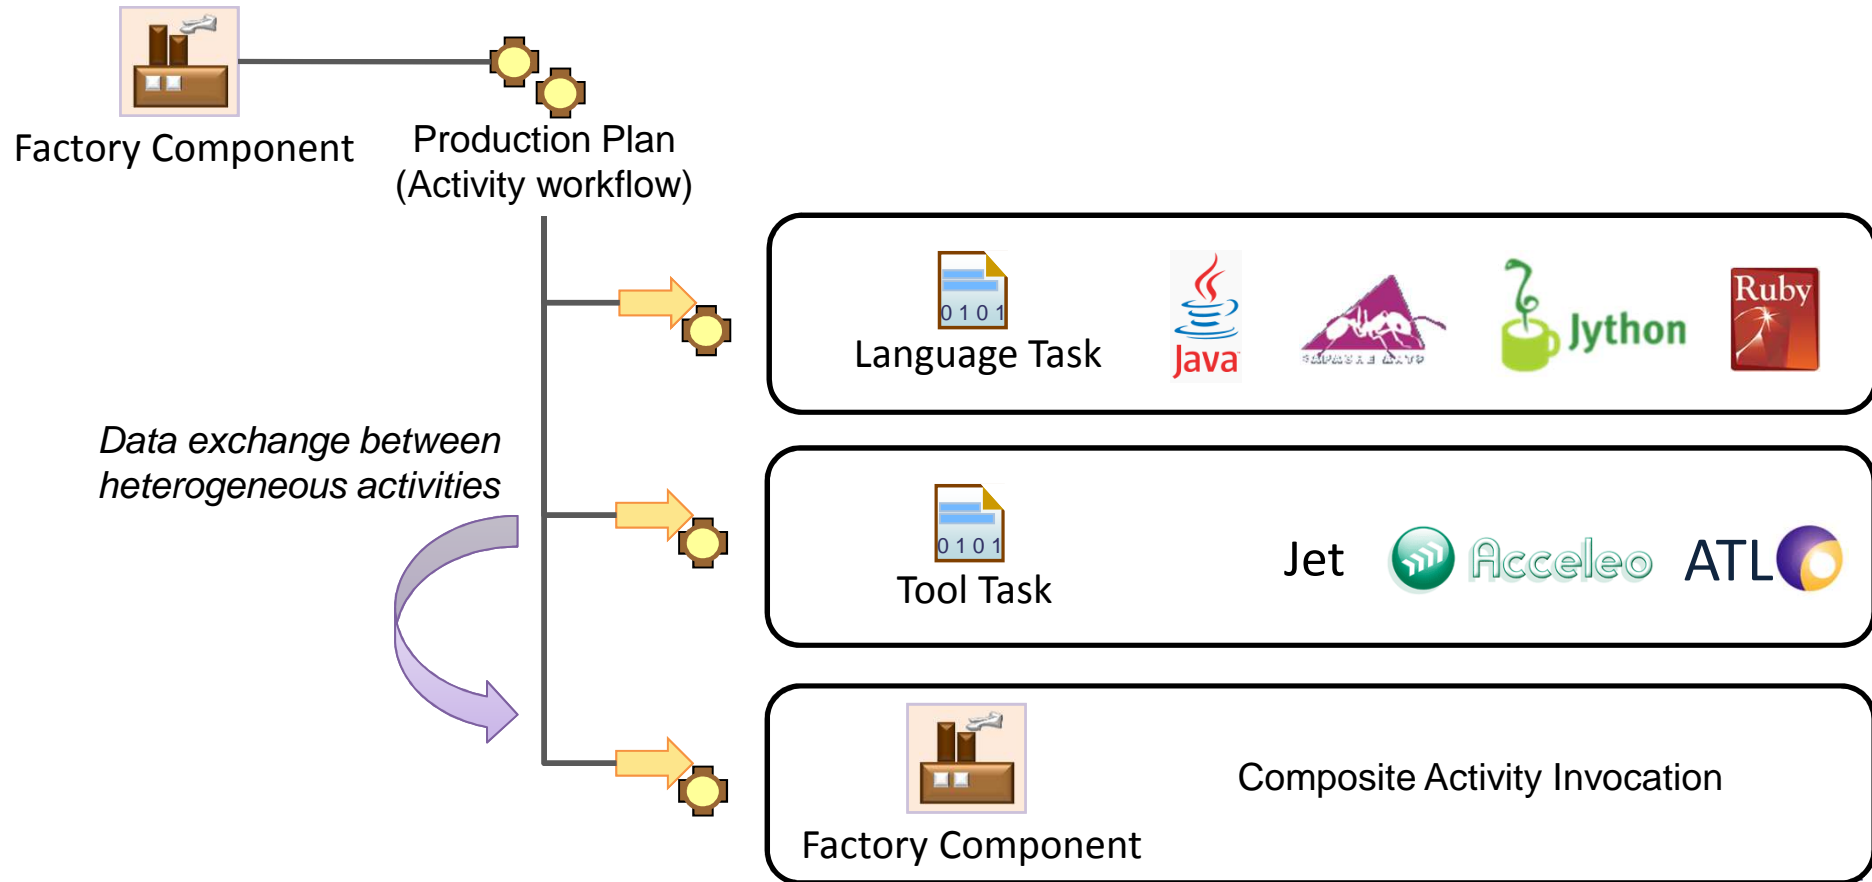 Factory Component
Production Plan
(Activity workflow)
0 1 0 1
Language Task
Java
Jython
Ruby
Data exchange between
heterogeneous activities
0 1 0 1
Tool Task
Jet
Acceleo
ATL
Factory Component
Composite Activity Invocation